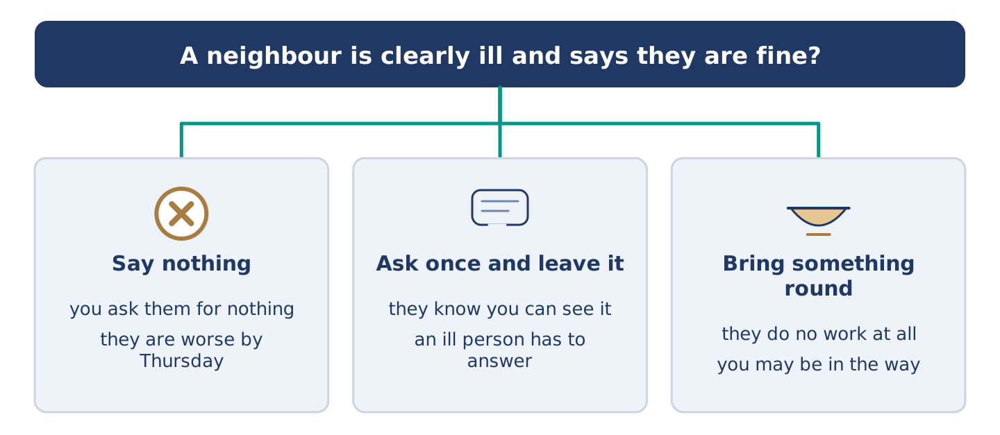 A neighbour is clearly ill and says they are fine?
Say nothing
you ask them for nothing
they are worse by
Thursday
Ask once and leave it
they know you can see it
an ill person has to
answer
Bring something
round
they do no work at all
you may be in the way